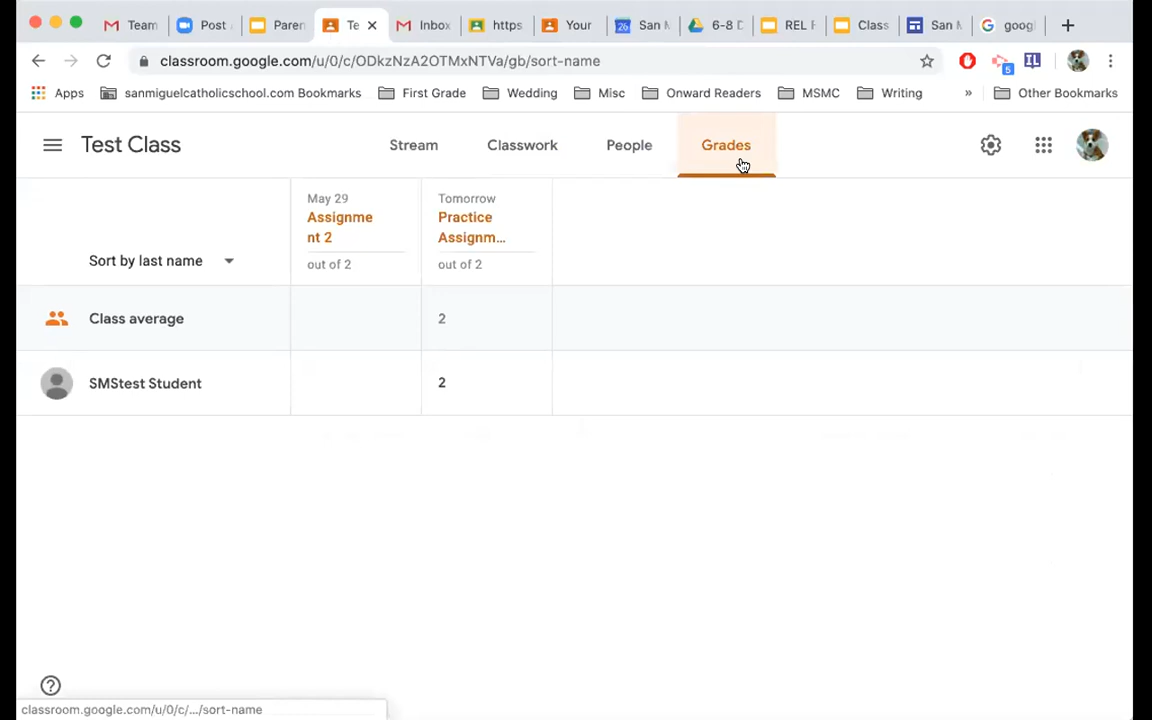 Team
Post
Paren
Te
Inbox
https
Your
26
San M
6-8 D
REL F
Class
San M
goog
classroom.google.com/u/0/c/ODkzNzA2OTMxNTVa/gb/sort-name
5
IL
Apps
sanmiguelcatholicschool.com Bookmarks
First Grade
Wedding
Misc
Onward Readers
MSMC
Writing
»
Other Bookmarks
Test Class
Stream
Classwork
People
Grades
May 29
Tomorrow
Assignme
nt 2
Practice
Assignm...
Sort by last name
out of 2
out of 2
Class average
2
SMStest Student
2
classroom.google.com/u/0/c/.../sort-name